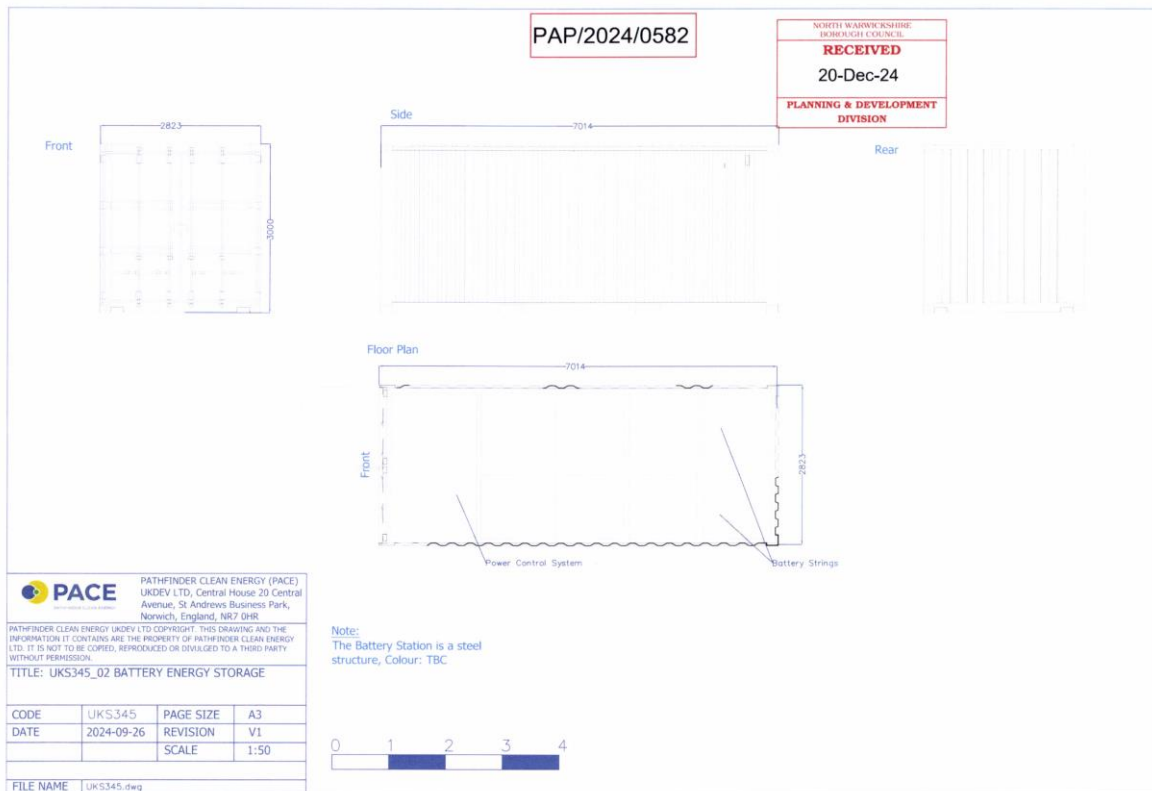 PAP/2024/0582
NORTH WARWICKSHIRE
BOROUGH COUNCIL
RECEIVED
20-Dec-24
PLANNING & DEVELOPMENT
DIVISION
Front
2823
3000
Side
7014
Rear
Floor Plan
7014
Front
2823
Power Control System
Battery Strings
PACE
PATHFINDER CLEAN ENERGY (PACE)
UKDEV LTD, Central House 20 Central
Avenue, St Andrews Business Park,
Norwich, England, NR7 0HR
PATHFINDER CLEAN ENERGY UKDEV LTD COPYRIGHT. THIS DRAWING AND THE
INFORMATION IT CONTAINS ARE THE PROPERTY OF PATHFINDER CLEAN ENERGY
LTD. IT IS NOT TO BE COPIED, REPRODUCED OR DIVULGED TO A THIRD PARTY
WITHOUT PERMISSION.
TITLE: UKS345_02 BATTERY ENERGY STORAGE
CODE UKS345 PAGE SIZE A3
DATE 2024-09-26 REVISION V1
SCALE 1:50
FILE NAME UKS345.dwg
Note:
The Battery Station is a steel
structure, Colour: TBC
0 1 2 3 4